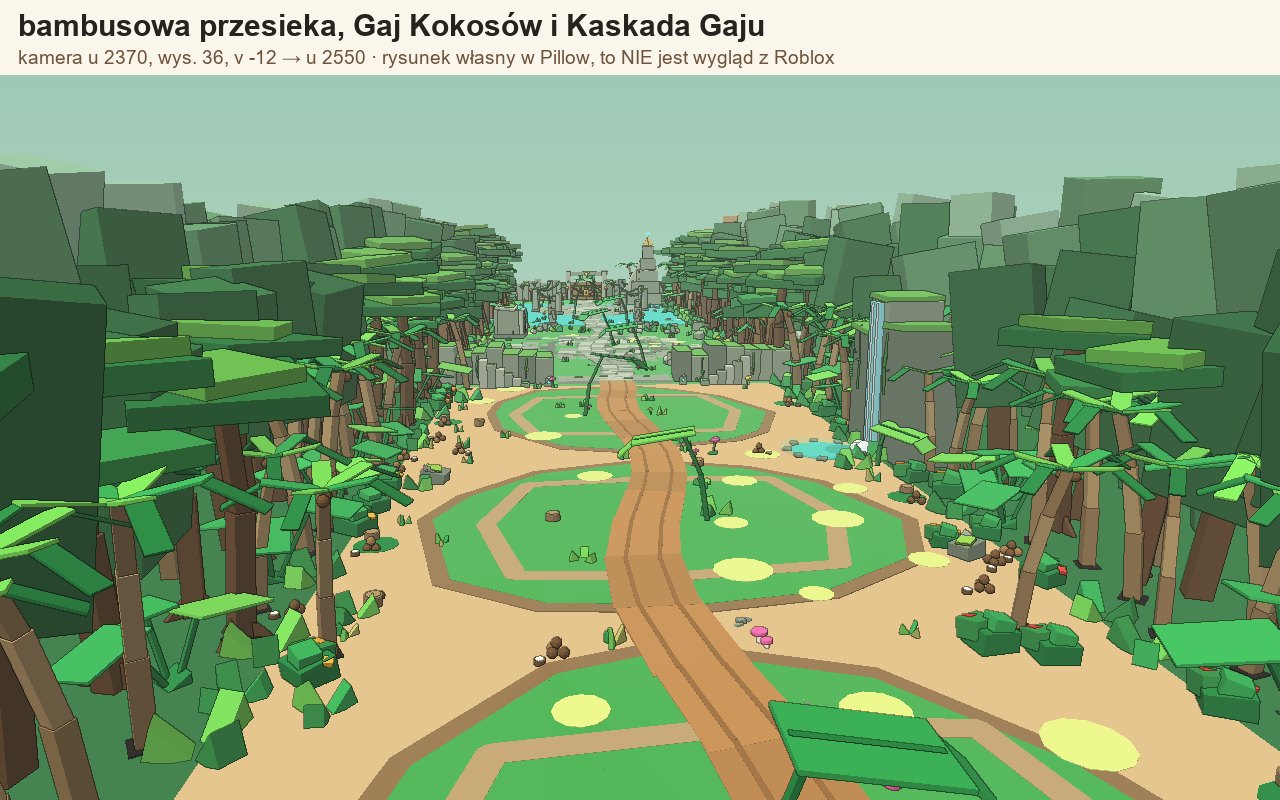 bambusowa przesieka, Gaj Kokosów i Kaskada Gaju
kamera u 2370, wys. 36, v -12 → u 2550 · rysunek własny w Pillow, to NIE jest wygląd z Roblox